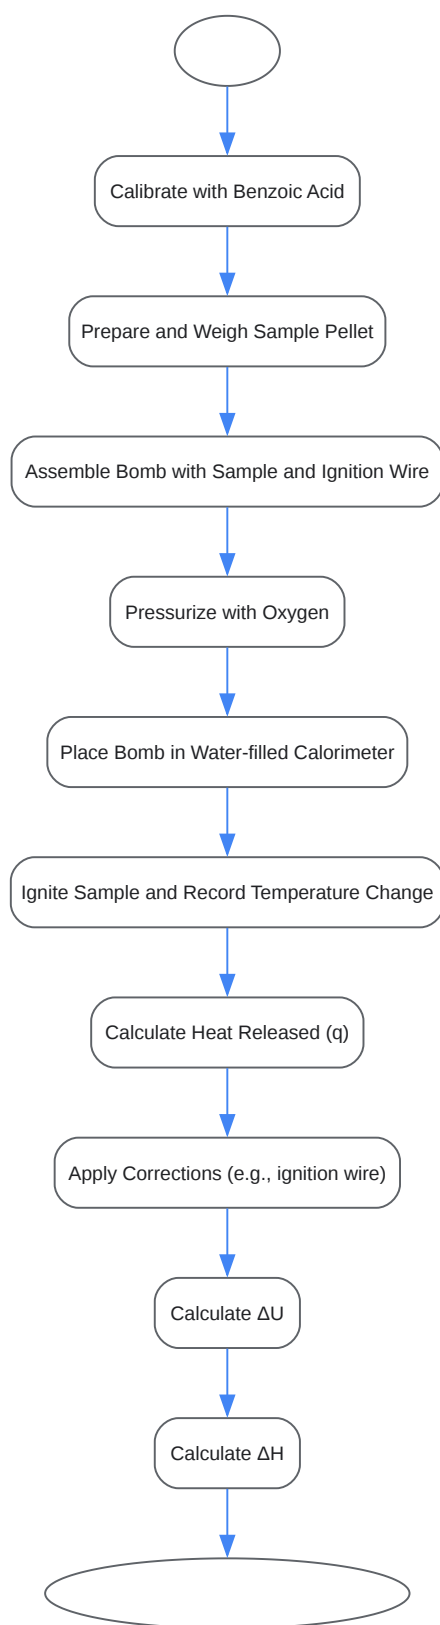 Calibrate with Benzoic Acid
Prepare and Weigh Sample Pellet
Assemble Bomb with Sample and Ignition Wire
Pressurize with Oxygen
Place Bomb in Water-filled Calorimeter
Ignite Sample and Record Temperature Change
Calculate Heat Released (q)
Apply Corrections (e.g., ignition wire)
Calculate ΔU
Calculate ΔH